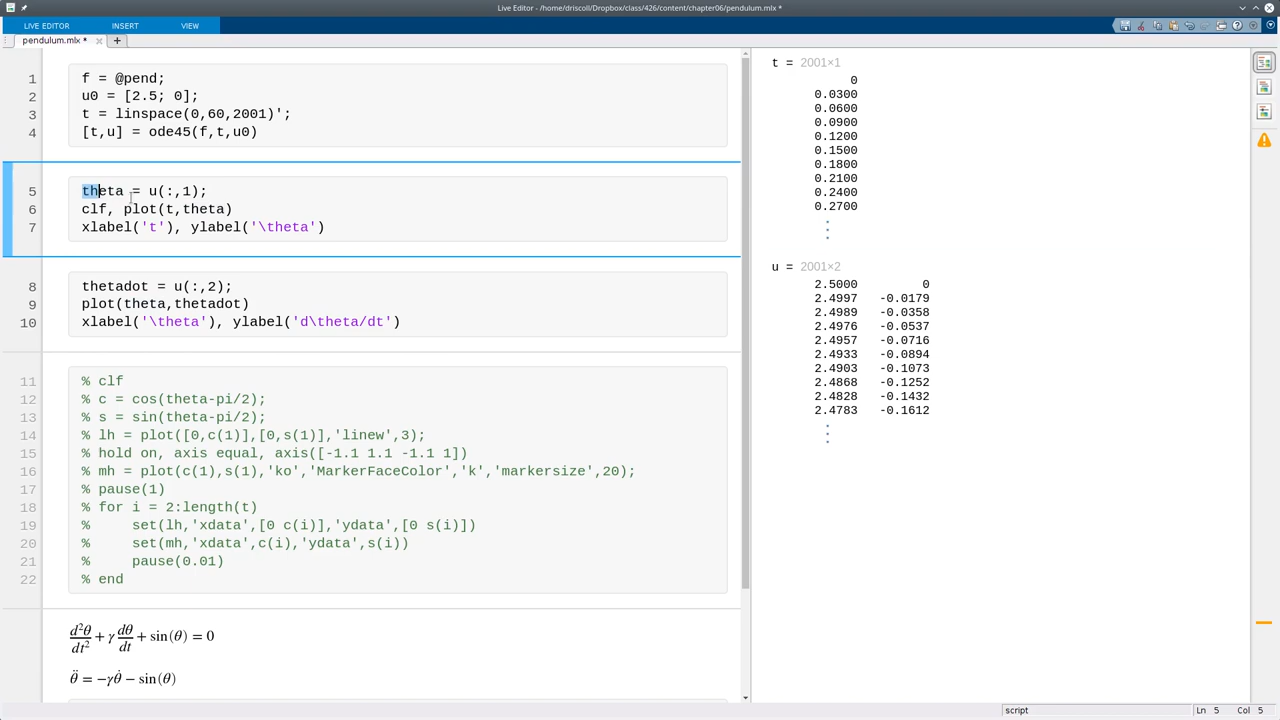 Live Editor - /home/driscoll/Dropbox/class/426/content/chapter06/pendulum.mlx *
LIVE EDITOR INSERT VIEW
pendulum.mlx *
1 f = @pend;
2 u0 = [2.5; 0];
3 t = linspace(0,60,2001)';
4 [t,u] = ode45(f,t,u0)
5 theta = u(:,1);
6 clf, plot(t,theta)
7 xlabel('t'), ylabel('\theta')
8 thetadot = u(:,2);
9 plot(theta,thetadot)
10 xlabel('\theta'), ylabel('d\theta/dt')
11 % clf
12 % c = cos(theta-pi/2);
13 % s = sin(theta-pi/2);
14 % lh = plot([0,c(1)],[0,s(1)],'linew',3);
15 % hold on, axis equal, axis([-1.1 1.1 -1.1 1])
16 % mh = plot(c(1),s(1),'ko','MarkerFaceColor','k','markersize',20);
17 % pause(1)
18 % for i = 2:length(t)
19 %     set(lh,'xdata',[0 c(i)],'ydata',[0 s(i)])
20 %     set(mh,'xdata',c(i),'ydata',s(i))
21 %     pause(0.01)
22 % end
d²θ/dt² + γ dθ/dt + sin(θ) = 0
θ̈ = −γθ̇ − sin(θ)
t = 2001×1
0
0.0300
0.0600
0.0900
0.1200
0.1500
0.1800
0.2100
0.2400
0.2700
u = 2001×2
2.5000 0
2.4997 -0.0179
2.4989 -0.0358
2.4976 -0.0537
2.4957 -0.0716
2.4933 -0.0894
2.4903 -0.1073
2.4868 -0.1252
2.4828 -0.1432
2.4783 -0.1612
script Ln 5 Col 5